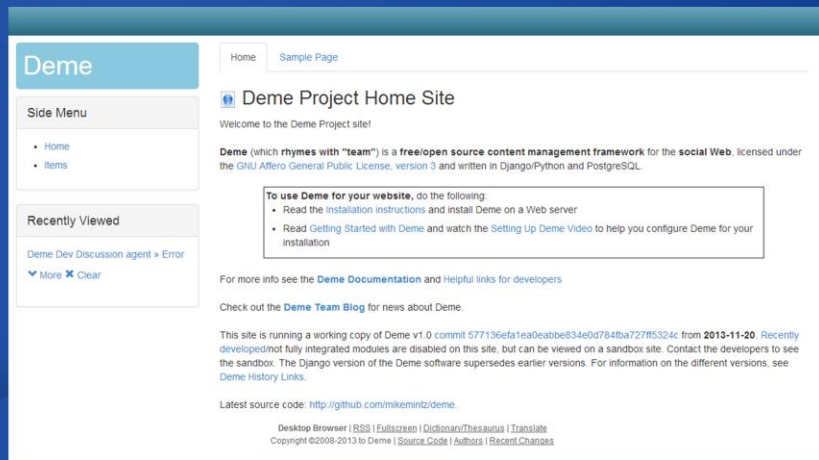 Deme
Side Menu
Home
Items
Recently Viewed
Deme Dev Discussion agent » Error
More Clear
Home Sample Page
Deme Project Home Site
Welcome to the Deme Project site!
Deme (which rhymes with "team") is a free/open source content management framework for the social Web, licensed under
the GNU Affero General Public License, version 3 and written in Django/Python and PostgreSQL.
To use Deme for your website, do the following:
Read the Installation instructions and install Deme on a Web server
Read Getting Started with Deme and watch the Setting Up Deme Video to help you configure Deme for your
installation
For more info see the Deme Documentation and Helpful links for developers
Check out the Deme Team Blog for news about Deme.
This site is running a working copy of Deme v1.0 commit 577136efa1ea0eabbe834e0d784fba727ff5324c from 2013-11-20. Recently
developed/not fully integrated modules are disabled on this site, but can be viewed on a sandbox site. Contact the developers to see
the sandbox. The Django version of the Deme software supersedes earlier versions. For information on the different versions, see
Deme History Links.
Latest source code: http://github.com/mikemintz/deme.
Desktop Browser | RSS | Fullscreen | Dictionary/Thesaurus | Translate
Copyright ©2008-2013 to Deme | Source Code | Authors | Recent Changes